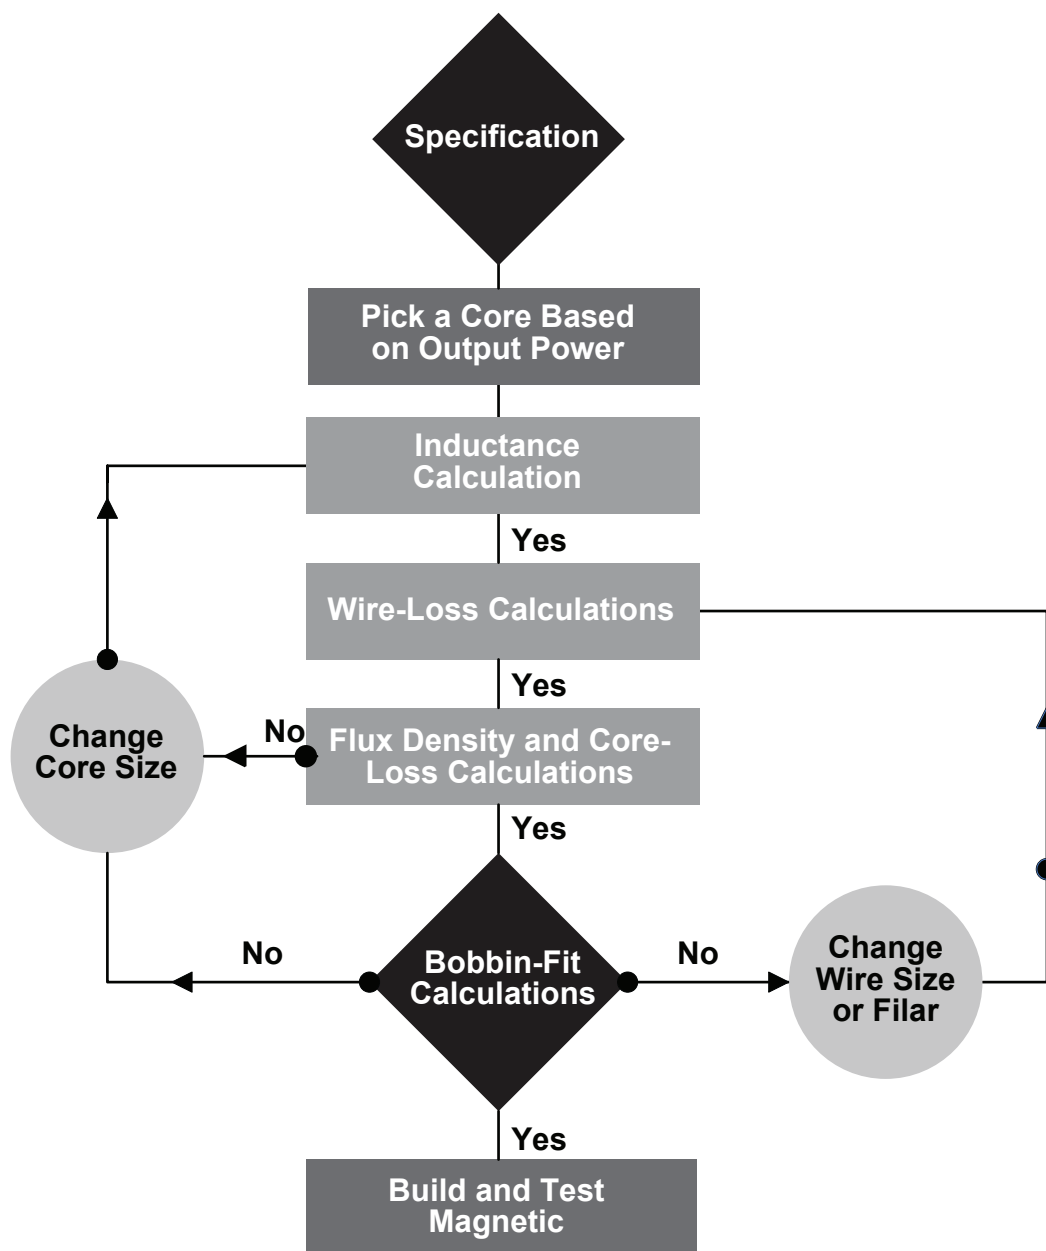 Specification
Pick a Core Based
on Output Power
Inductance
Calculation
Yes
Wire-Loss Calculations
Yes
Change
Core Size
No
Flux Density and Core-
Loss Calculations
Yes
No
Bobbin-Fit
Calculations
No
Change
Wire Size
or Filar
Yes
Build and Test
Magnetic